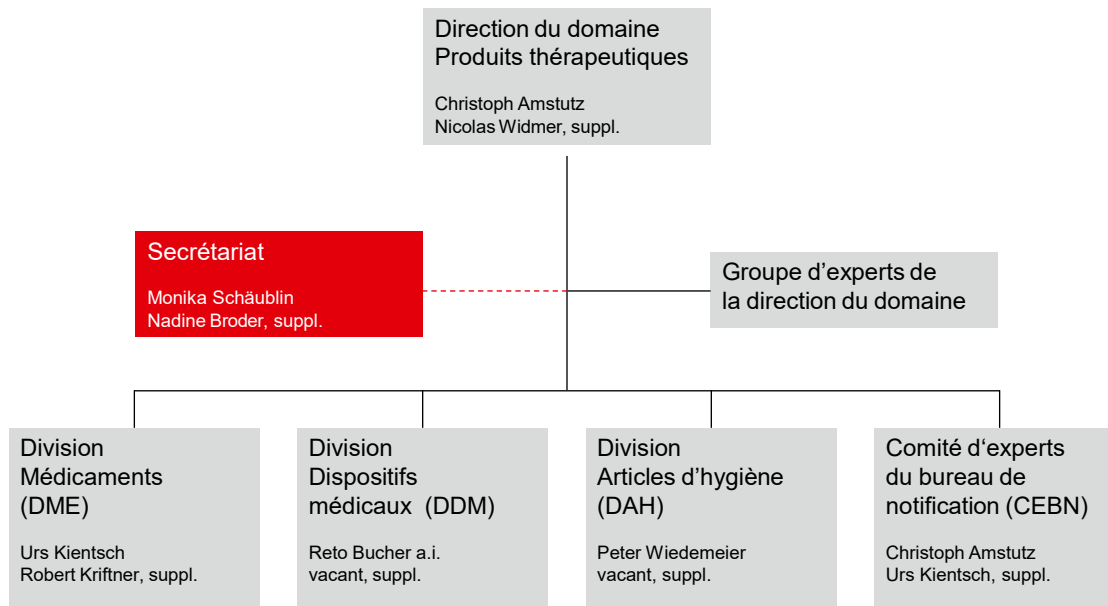 Direction du domaine
Produits thérapeutiques
Christoph Amstutz
Nicolas Widmer, suppl.
Secrétariat
Monika Schäublin
Nadine Broder, suppl.
Groupe d'experts de
la direction du domaine
Division
Médicaments
(DME)
Urs Kientsch
Robert Kriftner, suppl.
Division
Dispositifs
médicaux (DDM)
Reto Bucher a.i.
vacant, suppl.
Division
Articles d'hygiène
(DAH)
Peter Wiedemeier
vacant, suppl.
Comité d‘experts
du bureau de
notification (CEBN)
Christoph Amstutz
Urs Kientsch, suppl.